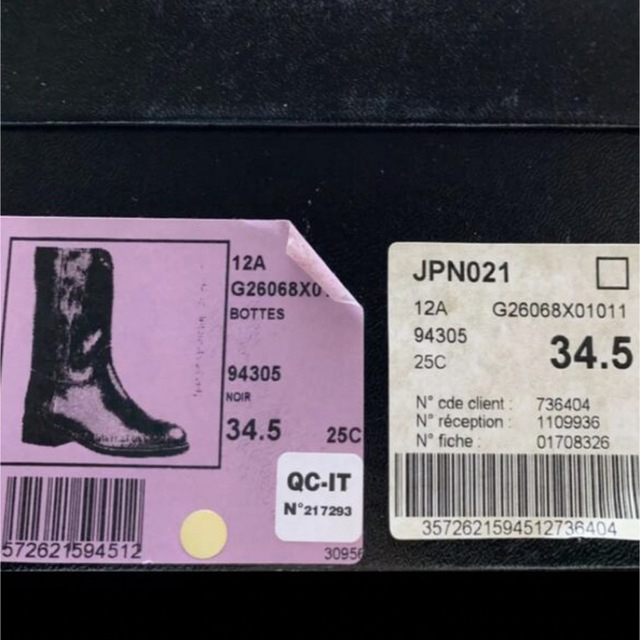 12A
G26068X01
BOTTES
94305
NOIR
34.5
25C
QC-IT
N°217293
572621594512
30956
JPN021
12A G26068X01011
94305
25C
34.5
N° cde client : 736404
N° réception : 1109936
N° fiche : 01708326
3572621594512736404